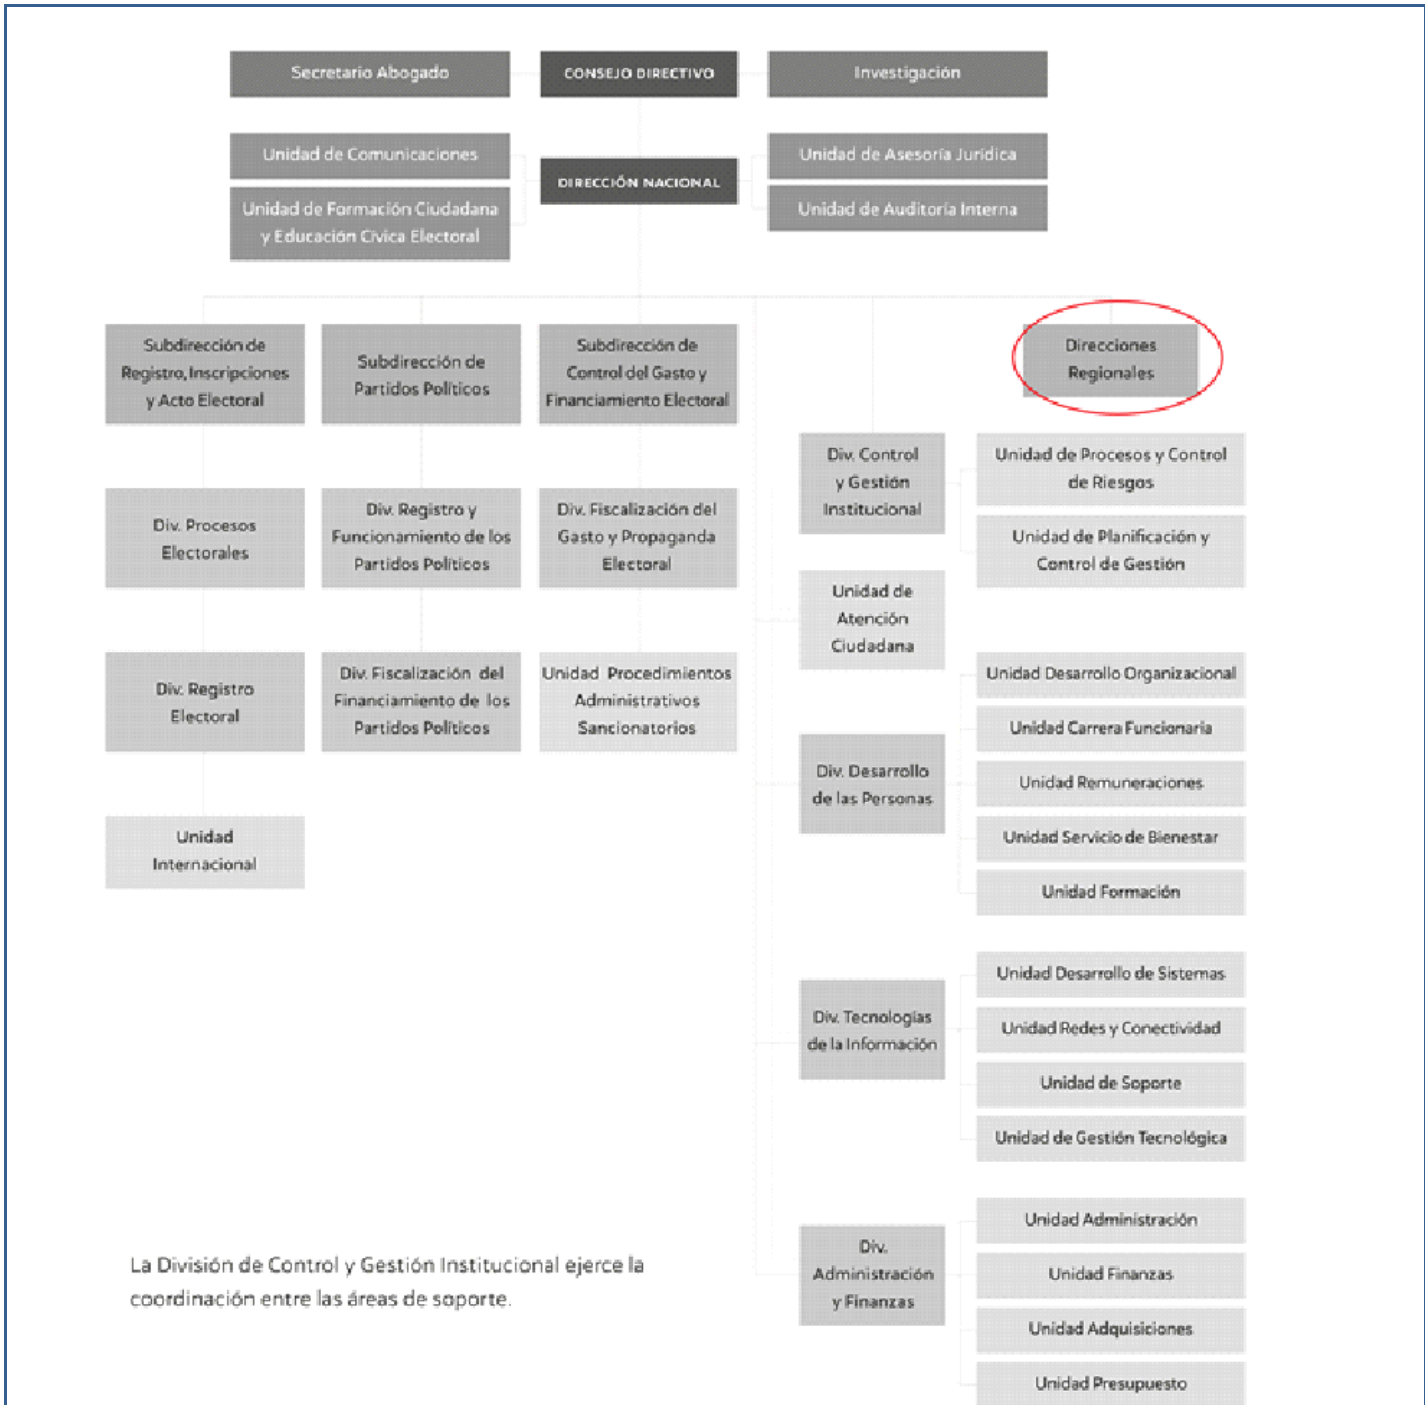 Secretario Abogado
CONSEJO DIRECTIVO
Investigación
Unidad de Comunicaciones
Unidad de Formación Ciudadana
y Educación Cívica Electoral
DIRECCIÓN NACIONAL
Unidad de Asesoría Jurídica
Unidad de Auditoría Interna
Subdirección de
Registro, Inscripciones
y Acto Electoral
Subdirección de
Partidos Políticos
Subdirección de
Control del Gasto y
Financiamiento Electoral
Direcciones
Regionales
Div. Procesos
Electorales
Div. Registro y
Funcionamiento de los
Partidos Políticos
Div. Fiscalización del
Gasto y Propaganda
Electoral
Div. Registro
Electoral
Div. Fiscalización del
Financiamiento de los
Partidos Políticos
Unidad Procedimientos
Administrativos
Sancionatorios
Unidad
Internacional
Div. Control
y Gestión
Institucional
Unidad de Procesos y Control
de Riesgos
Unidad de Planificación y
Control de Gestión
Unidad de
Atención
Ciudadana
Div. Desarrollo
de las Personas
Unidad Desarrollo Organizacional
Unidad Carrera Funcionaria
Unidad Remuneraciones
Unidad Servicio de Bienestar
Unidad Formación
Div. Tecnologías
de la Información
Unidad Desarrollo de Sistemas
Unidad Redes y Conectividad
Unidad de Soporte
Unidad de Gestión Tecnológica
Div.
Administración
y Finanzas
Unidad Administración
Unidad Finanzas
Unidad Adquisiciones
Unidad Presupuesto
La División de Control y Gestión Institucional ejerce la
coordinación entre las áreas de soporte.